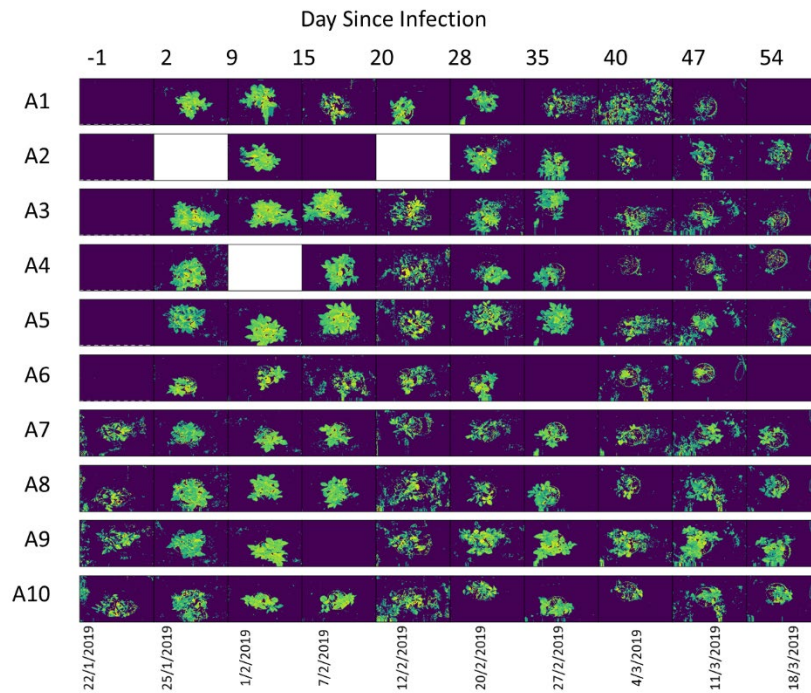 Day Since Infection
-1 2 9 15 20 28 35 40 47 54
A1
A2
A3
A4
A5
A6
A7
A8
A9
A10
22/1/2019
25/1/2019
1/2/2019
7/2/2019
12/2/2019
20/2/2019
27/2/2019
4/3/2019
11/3/2019
18/3/2019